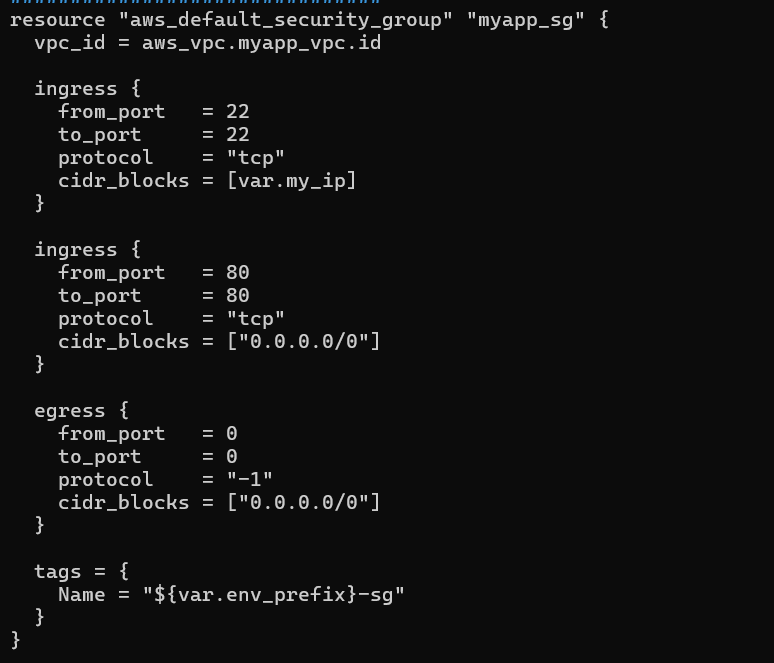 resource "aws_default_security_group" "myapp_sg" {
  vpc_id = aws_vpc.myapp_vpc.id

  ingress {
    from_port   = 22
    to_port     = 22
    protocol    = "tcp"
    cidr_blocks = [var.my_ip]
  }

  ingress {
    from_port   = 80
    to_port     = 80
    protocol    = "tcp"
    cidr_blocks = ["0.0.0.0/0"]
  }

  egress {
    from_port   = 0
    to_port     = 0
    protocol    = "-1"
    cidr_blocks = ["0.0.0.0/0"]
  }

  tags = {
    Name = "${var.env_prefix}-sg"
  }
}